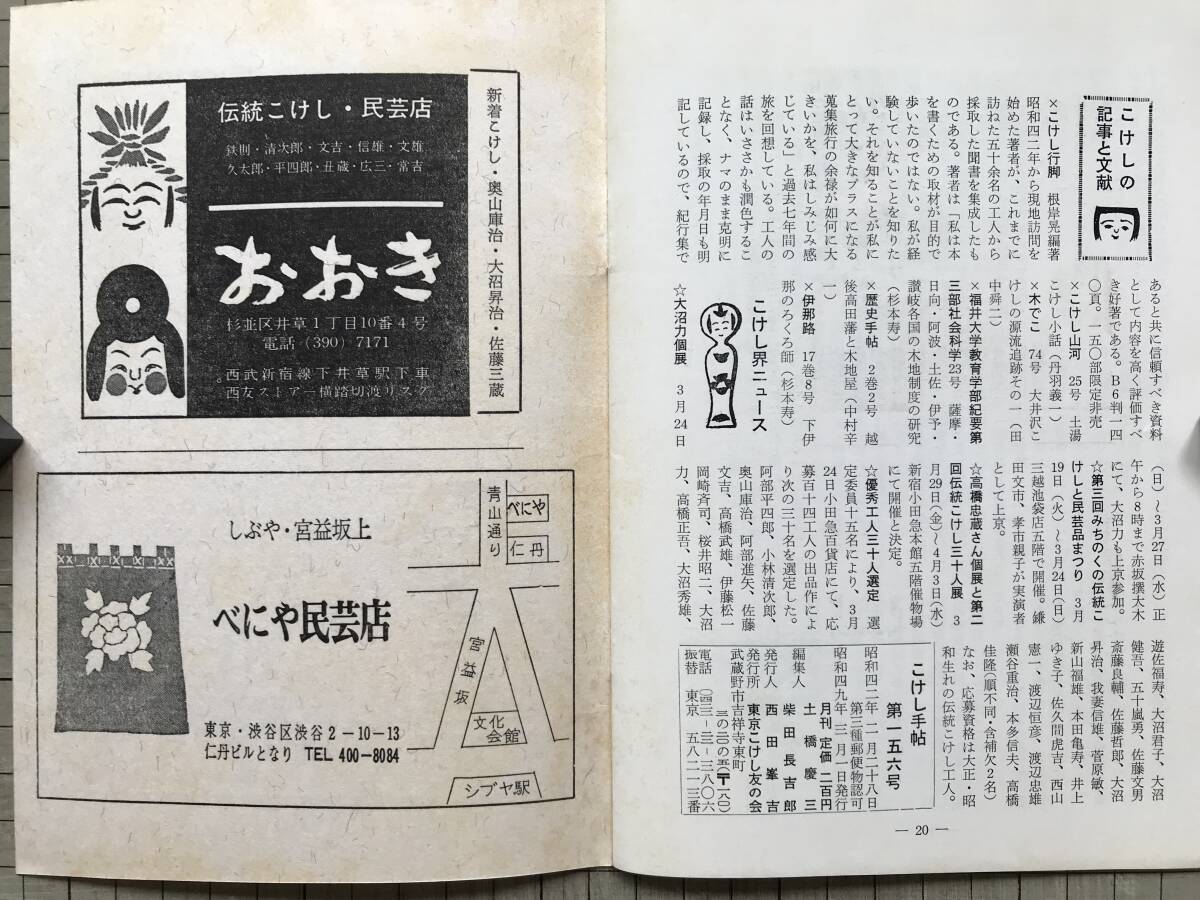 こけしの
記事と文献
×こけし行脚 根岸晃編著
昭和四二年から現地訪問を
始めた著者が、これまでに
訪ねた五十余名の工人から
採取した聞書を集成したも
のである。著者は「私は本
を書くための取材が目的で
歩いたのではない。私が経
験していないことを知りた
い。それを知ることが私に
とって大きなプラスになる
蒐集旅行の余禄が如何に大
きいかを、私はしみじみ感
じている」と過去七年間の
旅を回想している。工人の
話はいささかも潤色するこ
となく、ナマのまま克明に
記録し、採取の年月日も明
記しているので、紀行集で
あると共に信頼すべき資料
として内容を高く評価すべ
き好著である。B6判一四
〇頁。一五〇部限定非売
×こけし山河 25号 土湯
こけし小話(丹羽義一)
×木でこ 74号 大井沢こ
けしの源流追跡その一(田
中舜二)
×福井大学教育学部紀要第
三部社会科学23号 薩摩・
日向・阿波・土佐・伊予・
讃岐各国の木地制度の研究
(杉本寿)
×歴史手帖 2巻2号 越
後高田藩と木地屋(中村辛
一)
×伊那路 17巻8号 下伊
那のろくろ師(杉本寿)
こけし界ニュース
☆大沼力個展 3月24日
(日)〜3月27日(水)正
午から8時まで赤坂撰大木
にて、大沼力も上京参加。
☆第三回みちのくの伝統こ
けしと民芸品まつり 3月
19日(火)〜3月24日(日)
三越池袋店五階で開催。鎌
田文市、孝市親子が実演者
として上京。
☆高橋忠蔵さん個展と第二
回伝統こけし三十人展 3
月29日(金)〜4月3日(水)
新宿小田急本館五階催物場
にて開催と決定。
☆優秀工人三十人選定 選
定委員十五名により、3月
24日小田急百貨店にて、応
募百十四工人の出品作によ
り次の三十名を選定した。
阿部平四郎、小林清次郎、
奥山庫治、阿部進矢、佐藤
文吉、高橋武雄、伊藤松一
岡崎斉司、桜井昭二、大沼
力、高橋正吾、大沼秀雄、
遊佐福寿、大沼君子、大沼
健吾、五十嵐勇、佐藤文男
斎藤良輔、佐藤哲郎、大沼
昇治、我妻信雄、菅原敏、
新山福雄、本田亀寿、井上
ゆき子、佐久間虎吉、西山
憲一、渡辺恒彦、渡辺忠雄
瀬谷重治、本多信夫、高橋
佳隆(順不同・含補欠2名)
なお、応募資格は大正・昭
和生れの伝統こけし工人。
こけし手帖 第一五六号
昭和四二年一一月二十八日
第三種郵便物認可
昭和四九年三月一日発行
月刊・定価 二百円
編集人 土橋慶三
柴田長吉郎
発行人 西田峯吉
発行所 東京こけし友の会
武蔵野市吉祥寺東町
振替 東京 五八二一三番
— 20 —
新着こけし・奥山庫治・大沼昇治・佐藤三蔵
伝統こけし・民芸店
鉄則・清次郎・文吉・信雄・文雄
久太郎・平四郎・丑蔵・広三・常吉
おおき
杉並区井草1丁目10番4号
電話(390)7171
西武新宿線下井草駅下車
西友ストアー横踏切渡リスグ。
しぶや・宮益坂上
べにや民芸店
東京・渋谷区渋谷2-10-13
仁丹ビルとなり TEL 400-8084
青山通り
べにや
仁丹
宮益坂
文化
会館
シブヤ駅